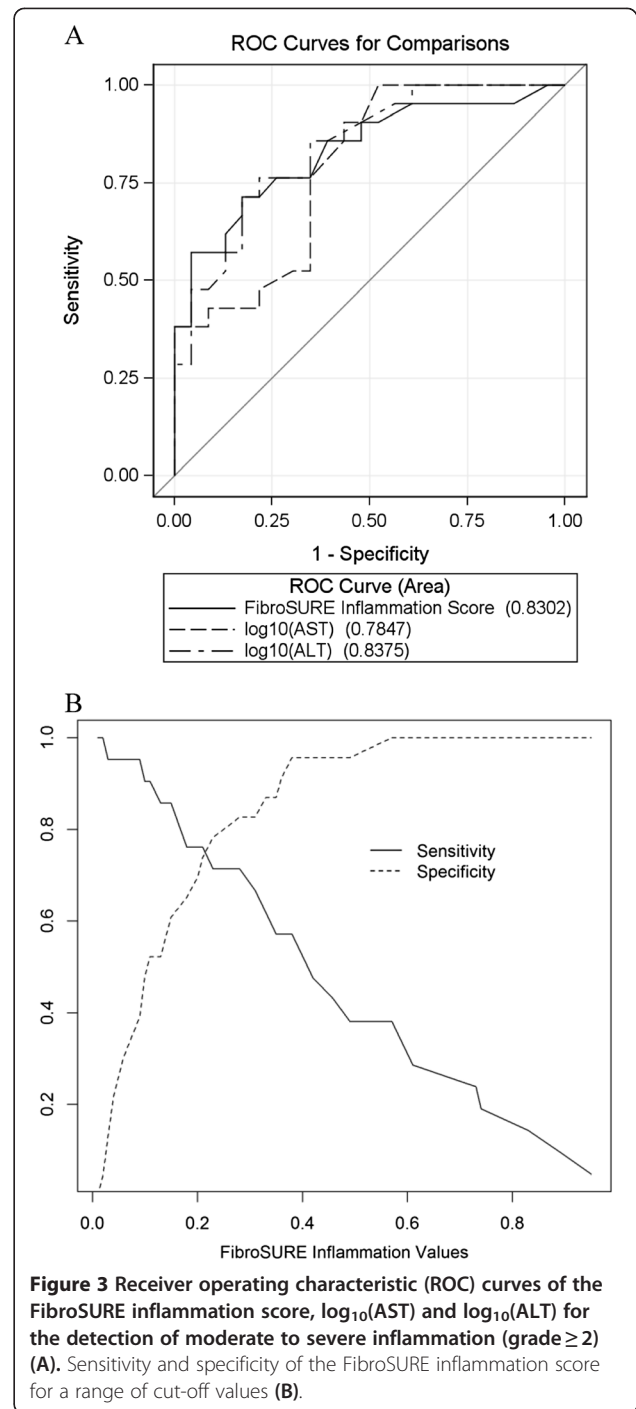 A
ROC Curves for Comparisons
1.00
0.75
0.50
0.25
0.00
Sensitivity
0.00 0.25 0.50 0.75 1.00
1 - Specificity
ROC Curve (Area)
FibroSURE Inflammation Score (0.8302)
log10(AST) (0.7847)
log10(ALT) (0.8375)
B
1.0
0.8
0.6
0.4
0.2
Sensitivity
Specificity
0.0 0.2 0.4 0.6 0.8
FibroSURE Inflammation Values
Figure 3 Receiver operating characteristic (ROC) curves of the
FibroSURE inflammation score, log₁₀(AST) and log₁₀(ALT) for
the detection of moderate to severe inflammation (grade ≥ 2)
(A). Sensitivity and specificity of the FibroSURE inflammation score
for a range of cut-off values (B).